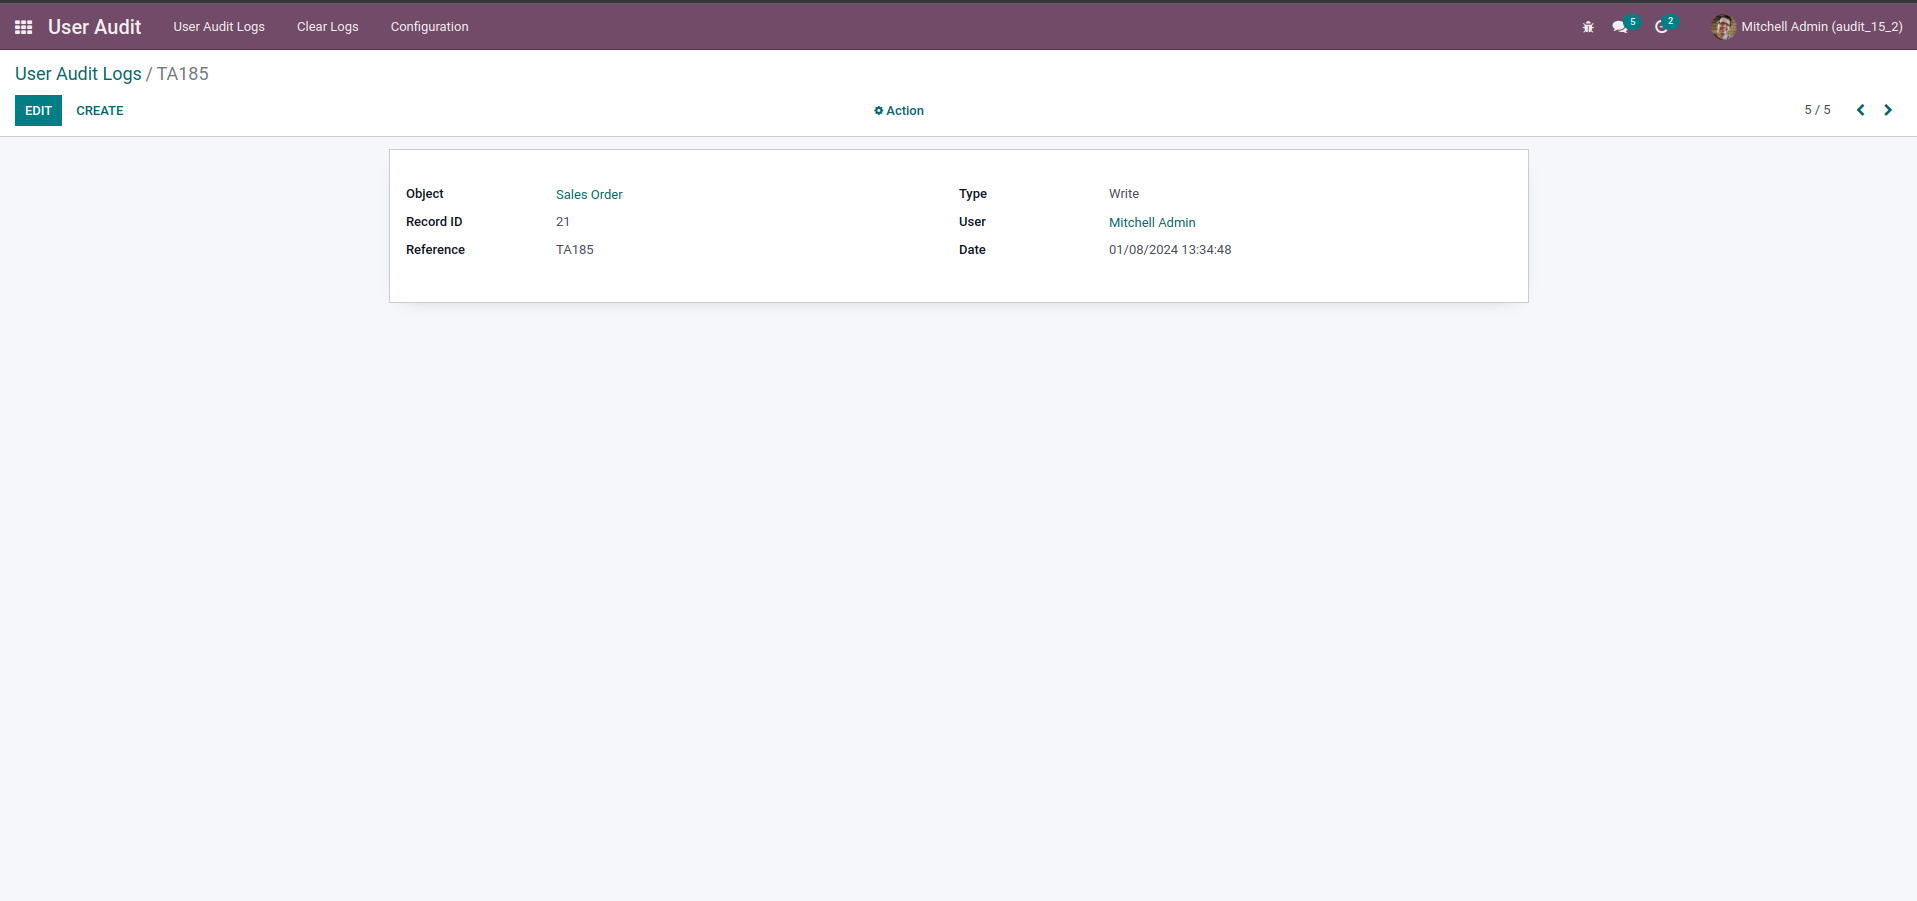 User Audit User Audit Logs Clear Logs Configuration 5 2 Mitchell Admin (audit_15_2)
User Audit Logs / TA185
EDIT CREATE Action 5 / 5
Object Sales Order Type Write
Record ID 21 User Mitchell Admin
Reference TA185 Date 01/08/2024 13:34:48